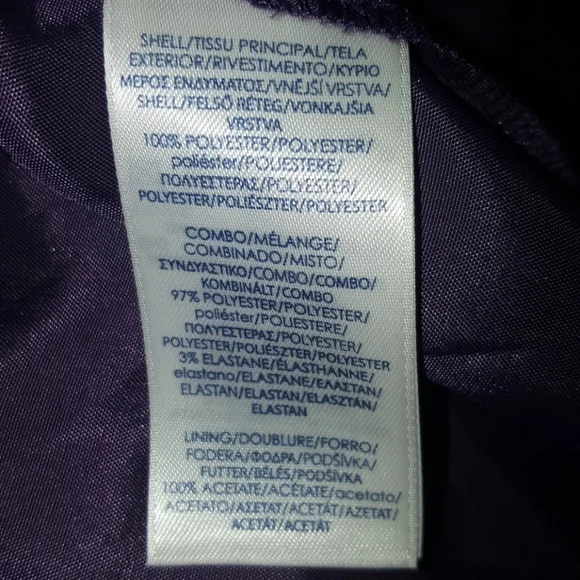 SHELL/TISSU PRINCIPAL/TELA
EXTERIOR/RIVESTIMENTO/ΚΥΡΙΟ
ΜΕΡΟΣ ΕΝΔΥΜΑΤΟΣ/VNĚJŠÍ VRSTVA/
SHELL/FELSŐ RÉTEG/VONKAJŠIA
VRSTVA
100% POLYESTER/POLYESTER/
poliéster/POLIESTERE/
ΠΟΛΥΕΣΤΕΡΑΣ/POLYESTER/
POLYESTER/POLIÉSZTER/POLYESTER
COMBO/MÉLANGE/
COMBINADO/MISTO/
ΣΥΝΔΥΑΣΤΙΚΟ/COMBO/COMBO/
KOMBINÁLT/COMBO
97% POLYESTER/POLYESTER/
poliéster/POLIESTERE/
ΠΟΛΥΕΣΤΕΡΑΣ/POLYESTER/
POLYESTER/POLIÉSZTER/POLYESTER
3% ELASTANE/ÉLASTHANNE/
elastano/ELASTANE/ΕΛΑΣΤΑΝ/
ELASTAN/ELASTAN/ELASZTÁN/
ELASTAN
LINING/DOUBLURE/FORRO/
FODERA/ΦΟΔΡΑ/PODŠÍVKA/
FUTTER/BÉLÉS/PODŠÍVKA
100% ACETATE/ACÉTATE/acetato/
ACETATO/ΑΣΕΤΑΤ/ACETÁT/AZETAT/
ACETÁT/ACETÁT